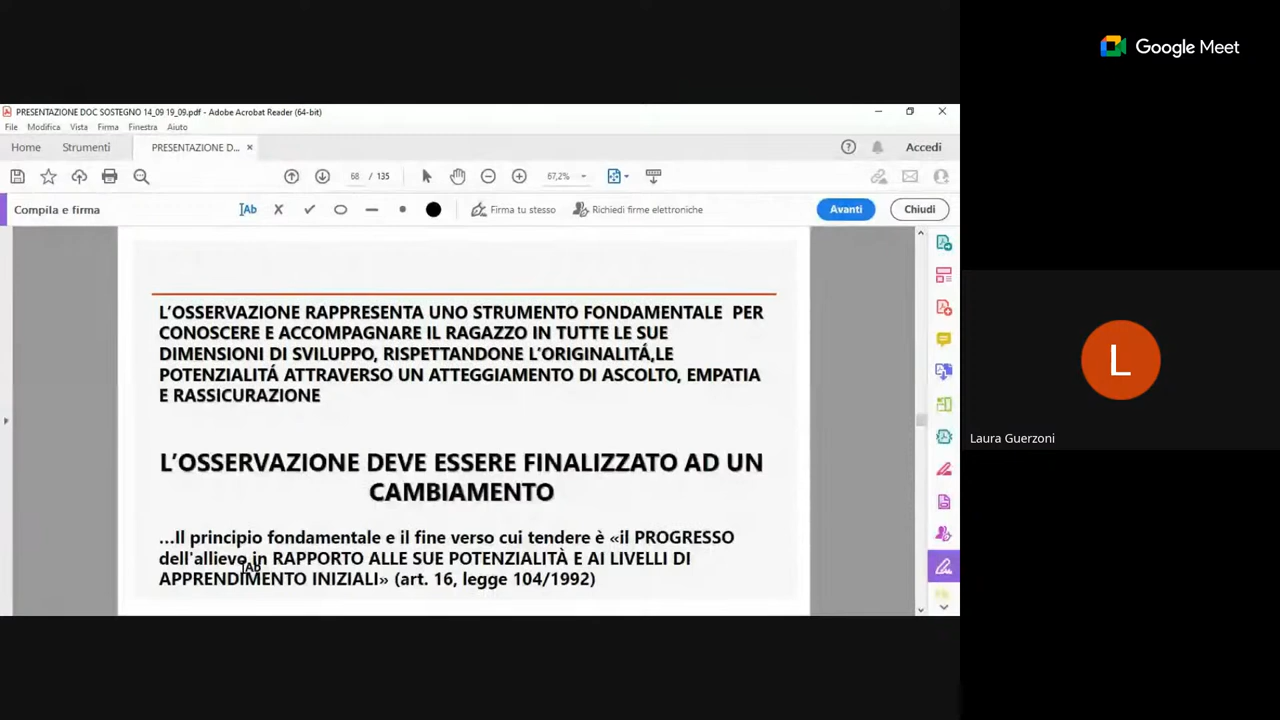 Google Meet
PRESENTAZIONE DOC SOSTEGNO 14_09 19_09.pdf - Adobe Acrobat Reader (64-bit)
File Modifica Vista Firma Finestra Aiuto
Home Strumenti PRESENTAZIONE D... × Accedi
68 / 135 67,2%
Compila e firma Ab Firma tu stesso Richiedi firme elettroniche Avanti Chiudi
L'OSSERVAZIONE RAPPRESENTA UNO STRUMENTO FONDAMENTALE PER
CONOSCERE E ACCOMPAGNARE IL RAGAZZO IN TUTTE LE SUE
DIMENSIONI DI SVILUPPO, RISPETTANDONE L'ORIGINALITÁ,LE
POTENZIALITÁ ATTRAVERSO UN ATTEGGIAMENTO DI ASCOLTO, EMPATIA
E RASSICURAZIONE
L'OSSERVAZIONE DEVE ESSERE FINALIZZATO AD UN
CAMBIAMENTO
...Il principio fondamentale e il fine verso cui tendere è «il PROGRESSO
dell'allievo in RAPPORTO ALLE SUE POTENZIALITÀ E AI LIVELLI DI
APPRENDIMENTO INIZIALI» (art. 16, legge 104/1992)
L
Laura Guerzoni